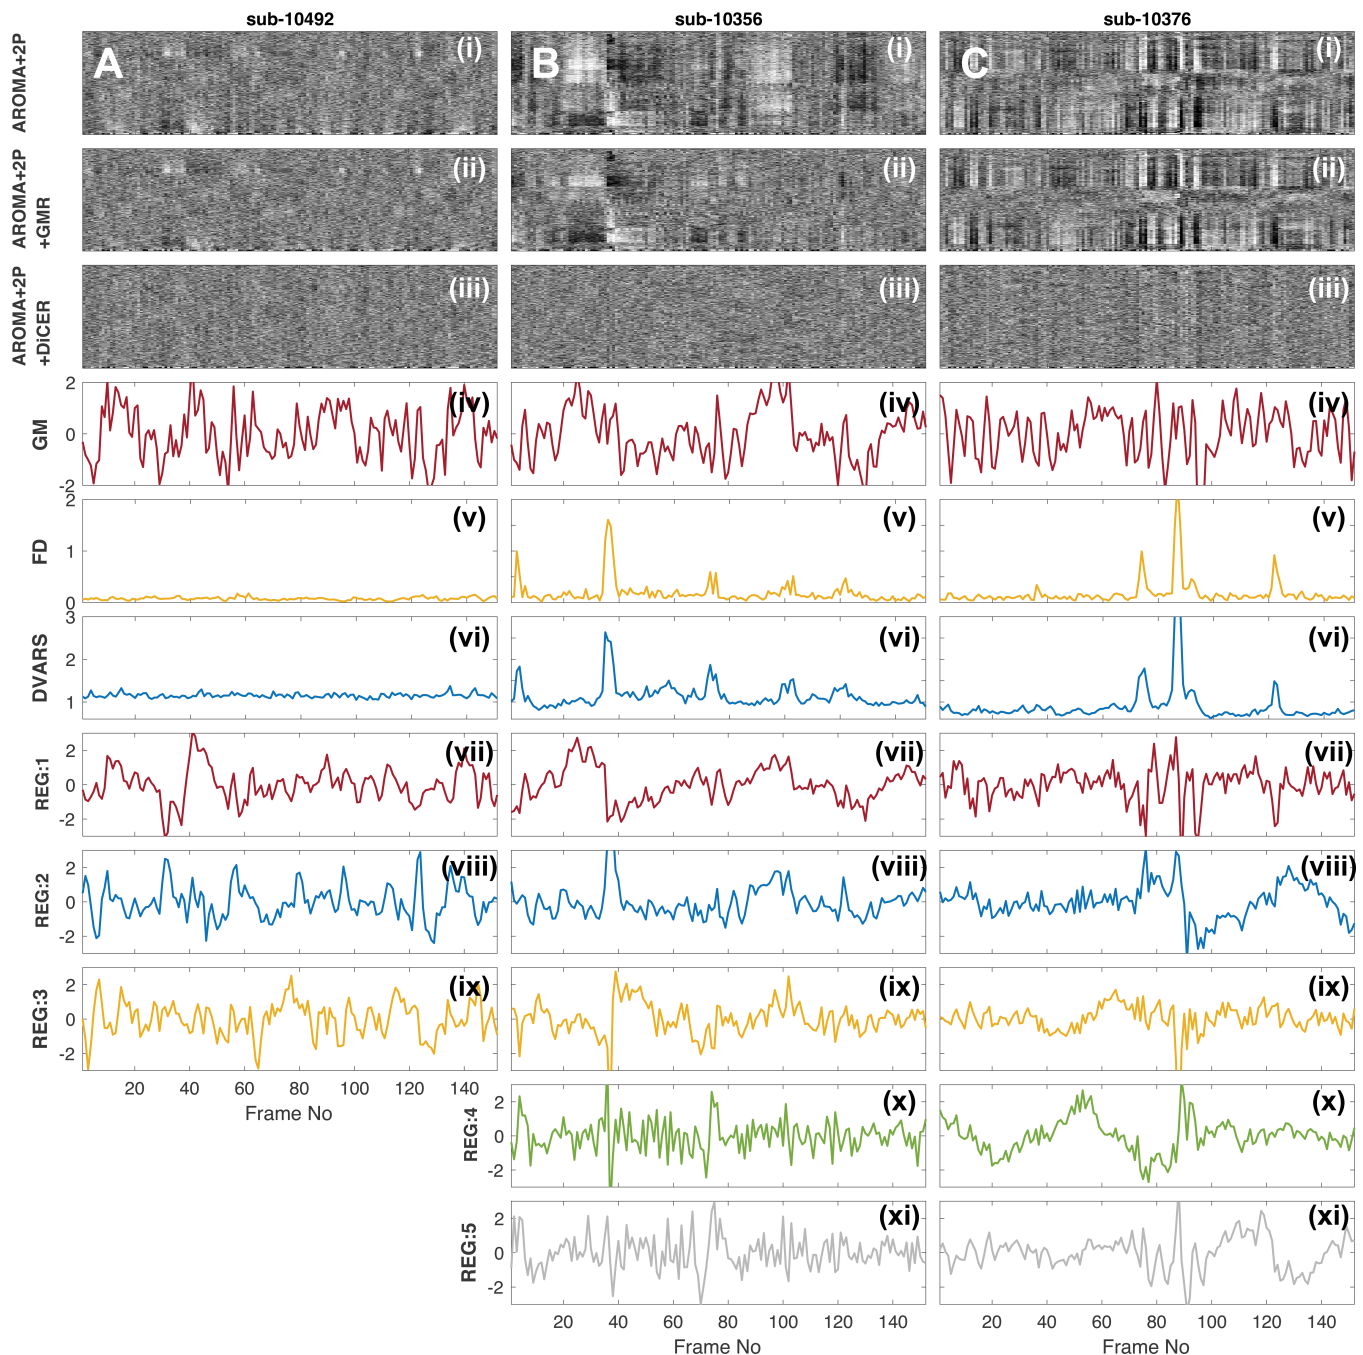 sub-10492 sub-10356 sub-10376
AROMA+2P A (i) B (i) C (i)
AROMA+2P
+GMR (ii) (ii) (ii)
AROMA+2P
+DiCER (iii) (iii) (iii)
GM 2 0 -2 (iv) (iv) (iv)
FD 2 1 0 (v) (v) (v)
DVARS 3 2 1 (vi) (vi) (vi)
REG:1 2 0 -2 (vii) (vii) (vii)
REG:2 2 0 -2 (viii) (viii) (viii)
REG:3 2 0 -2 (ix) (ix) (ix)
20 40 60 80 100 120 140
Frame No
REG:4 2 0 -2 (x) (x)
REG:5 2 0 -2 (xi) (xi)
20 40 60 80 100 120 140 20 40 60 80 100 120 140
Frame No Frame No